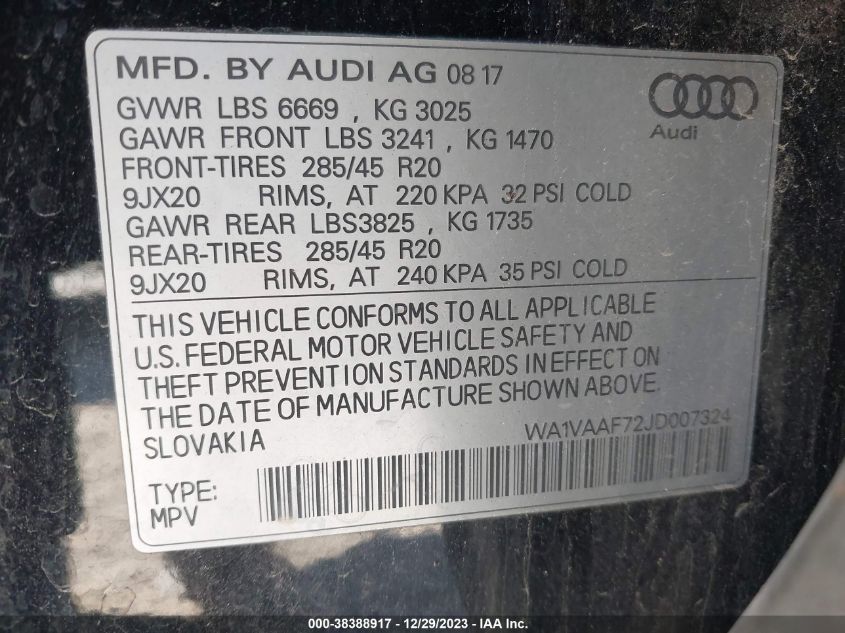 MFD. BY AUDI AG 08 17
GVWR LBS 6669 , KG 3025
GAWR FRONT LBS 3241 , KG 1470
FRONT-TIRES 285/45 R20
9JX20 RIMS, AT 220 KPA 32 PSI COLD
GAWR REAR LBS3825 , KG 1735
REAR-TIRES 285/45 R20
9JX20 RIMS, AT 240 KPA 35 PSI COLD
Audi
THIS VEHICLE CONFORMS TO ALL APPLICABLE
U.S. FEDERAL MOTOR VEHICLE SAFETY AND
THEFT PREVENTION STANDARDS IN EFFECT ON
THE DATE OF MANUFACTURE SHOWN ABOVE.
SLOVAKIA WA1VAAF72JD007324
TYPE:
MPV
000-38388917 - 12/29/2023 - IAA Inc.